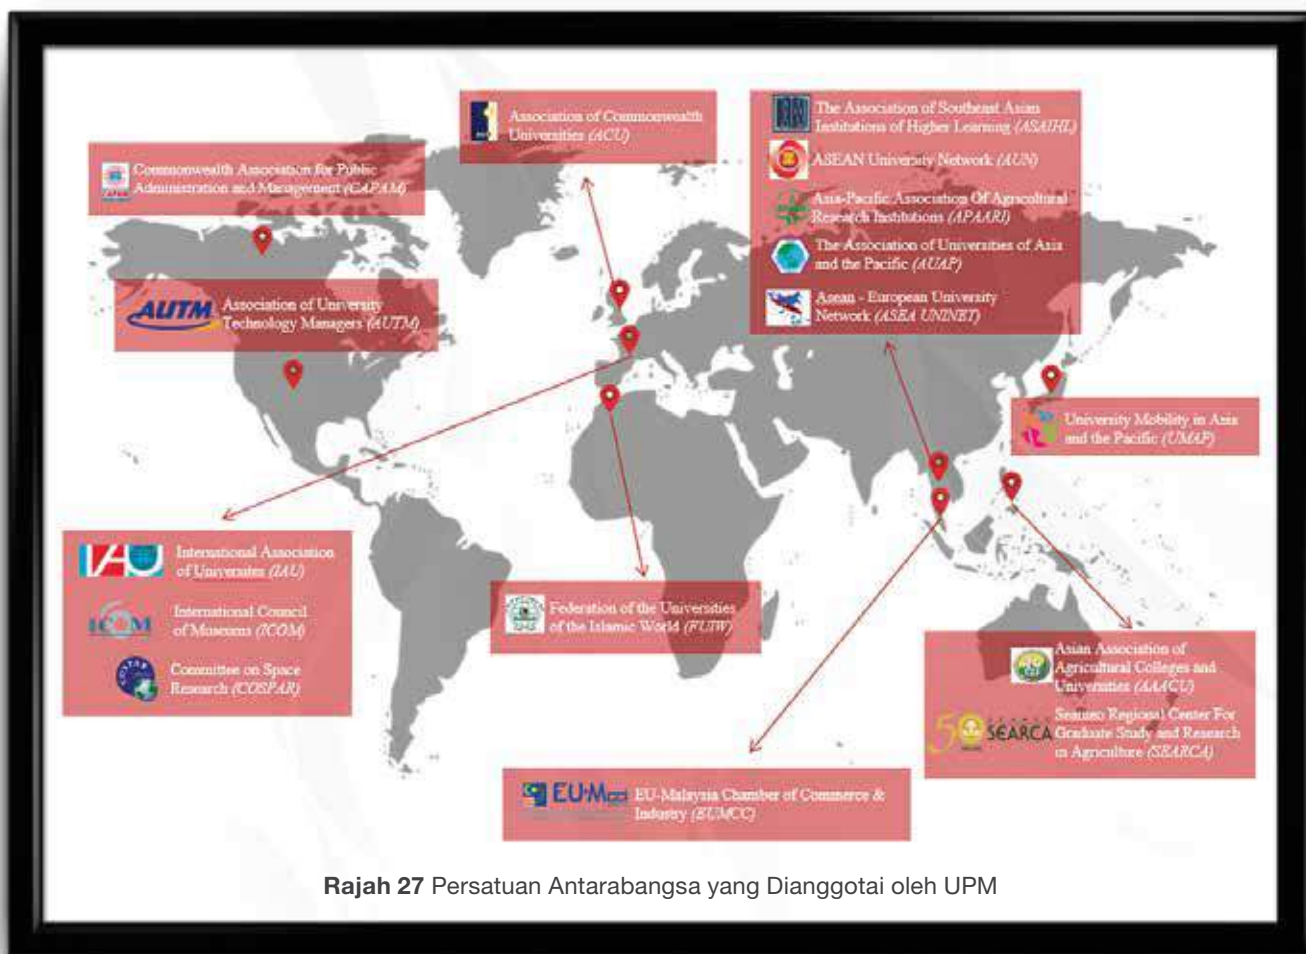 Association of Commonwealth
Universities (ACU)
The Association of Southeast Asian
Institutions of Higher Learning (ASAIHL)
ASEAN University Network (AUN)
Asia-Pacific Association Of Agricultural
Research Institutions (APAARI)
The Association of Universities of Asia
and the Pacific (AUAP)
Asean - European University
Network (ASEA UNINET)
Commonwealth Association for Public
Administration and Management (CAPAM)
AUTM
Association of University
Technology Managers (AUTM)
University Mobility in Asia
and the Pacific (UMAP)
IAU
International Association
of Universites (IAU)
ICOM
International Council
of Museums (ICOM)
COSPAR
Committee on Space
Research (COSPAR)
Federation of the Universities
of the Islamic World (FUIW)
Asian Association of
Agricultural Colleges and
Universities (AAACU)
50 SEARCA
Seameo Regional Center For
Graduate Study and Research
in Agriculture (SEARCA)
EU-Malaysia Chamber of Commerce &
Industry (EUMCC)
Rajah 27 Persatuan Antarabangsa yang Dianggotai oleh UPM